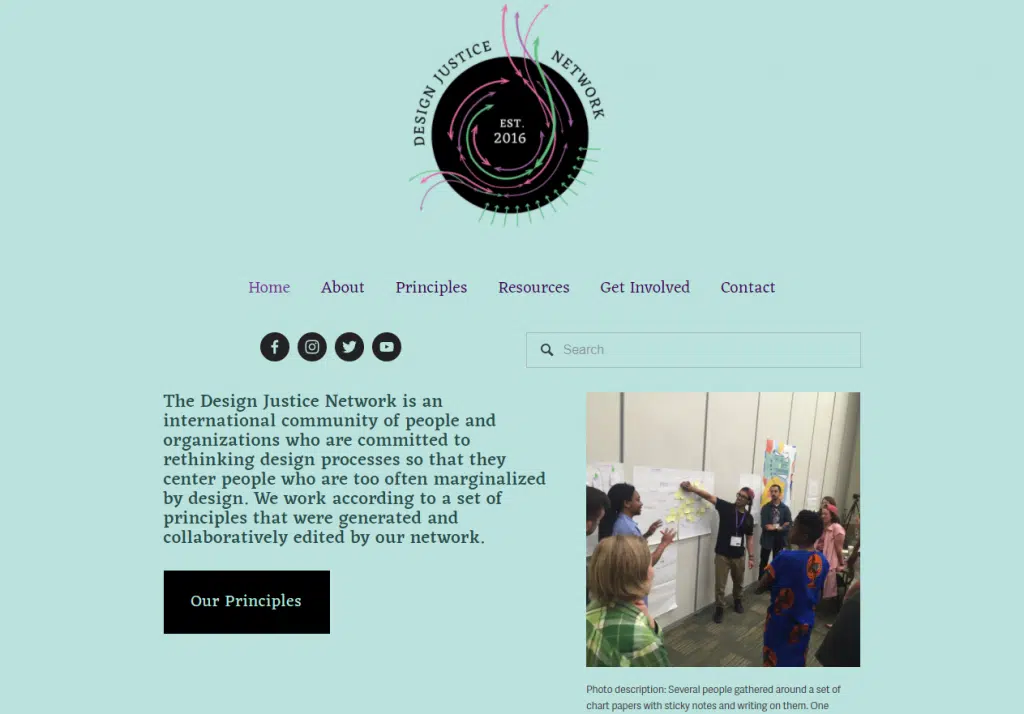 DESIGN JUSTICE NETWORK
EST.
2016
Home About Principles Resources Get Involved Contact
Search
The Design Justice Network is an
international community of people and
organizations who are committed to
rethinking design processes so that they
center people who are too often marginalized
by design. We work according to a set of
principles that were generated and
collaboratively edited by our network.
Our Principles
Photo description: Several people gathered around a set of
chart papers with sticky notes and writing on them. One